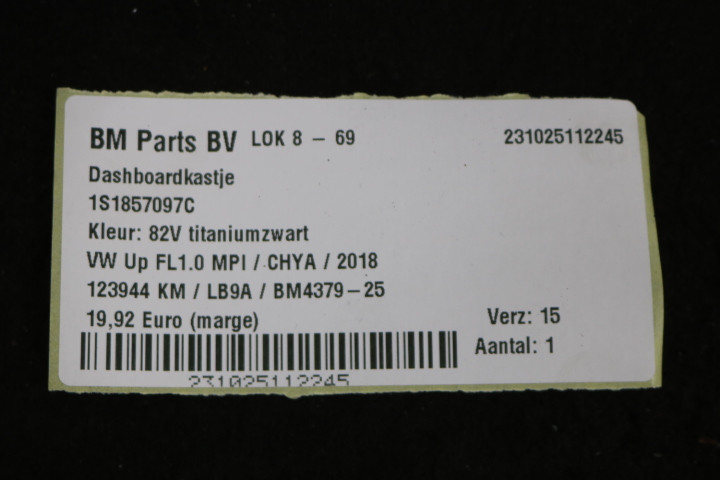 BM Parts BV LOK 8 – 69 231025112245
Dashboardkastje
1S1857097C
Kleur: 82V titaniumzwart
VW Up FL1.0 MPI / CHYA / 2018
123944 KM / LB9A / BM4379-25
19,92 Euro (marge) Verz: 15
Aantal: 1
231025112245